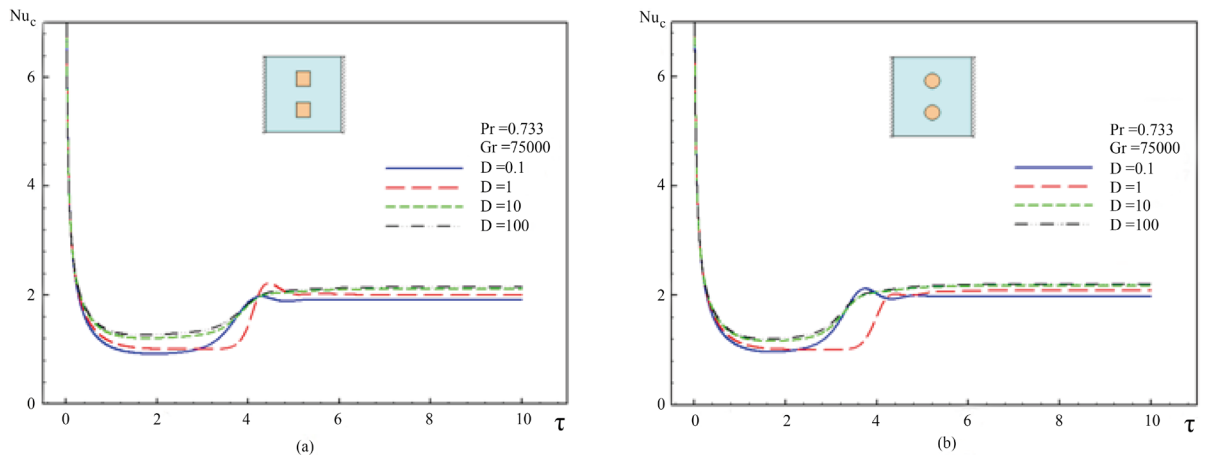 Nu_c
6
4
2
0
0
2
4
6
8
10
τ
Pr =0.733
Gr =75000
D =0.1
D =1
D =10
D =100
(a)
Nu_c
6
4
2
0
0
2
4
6
8
10
τ
Pr =0.733
Gr =75000
D =0.1
D =1
D =10
D =100
(b)